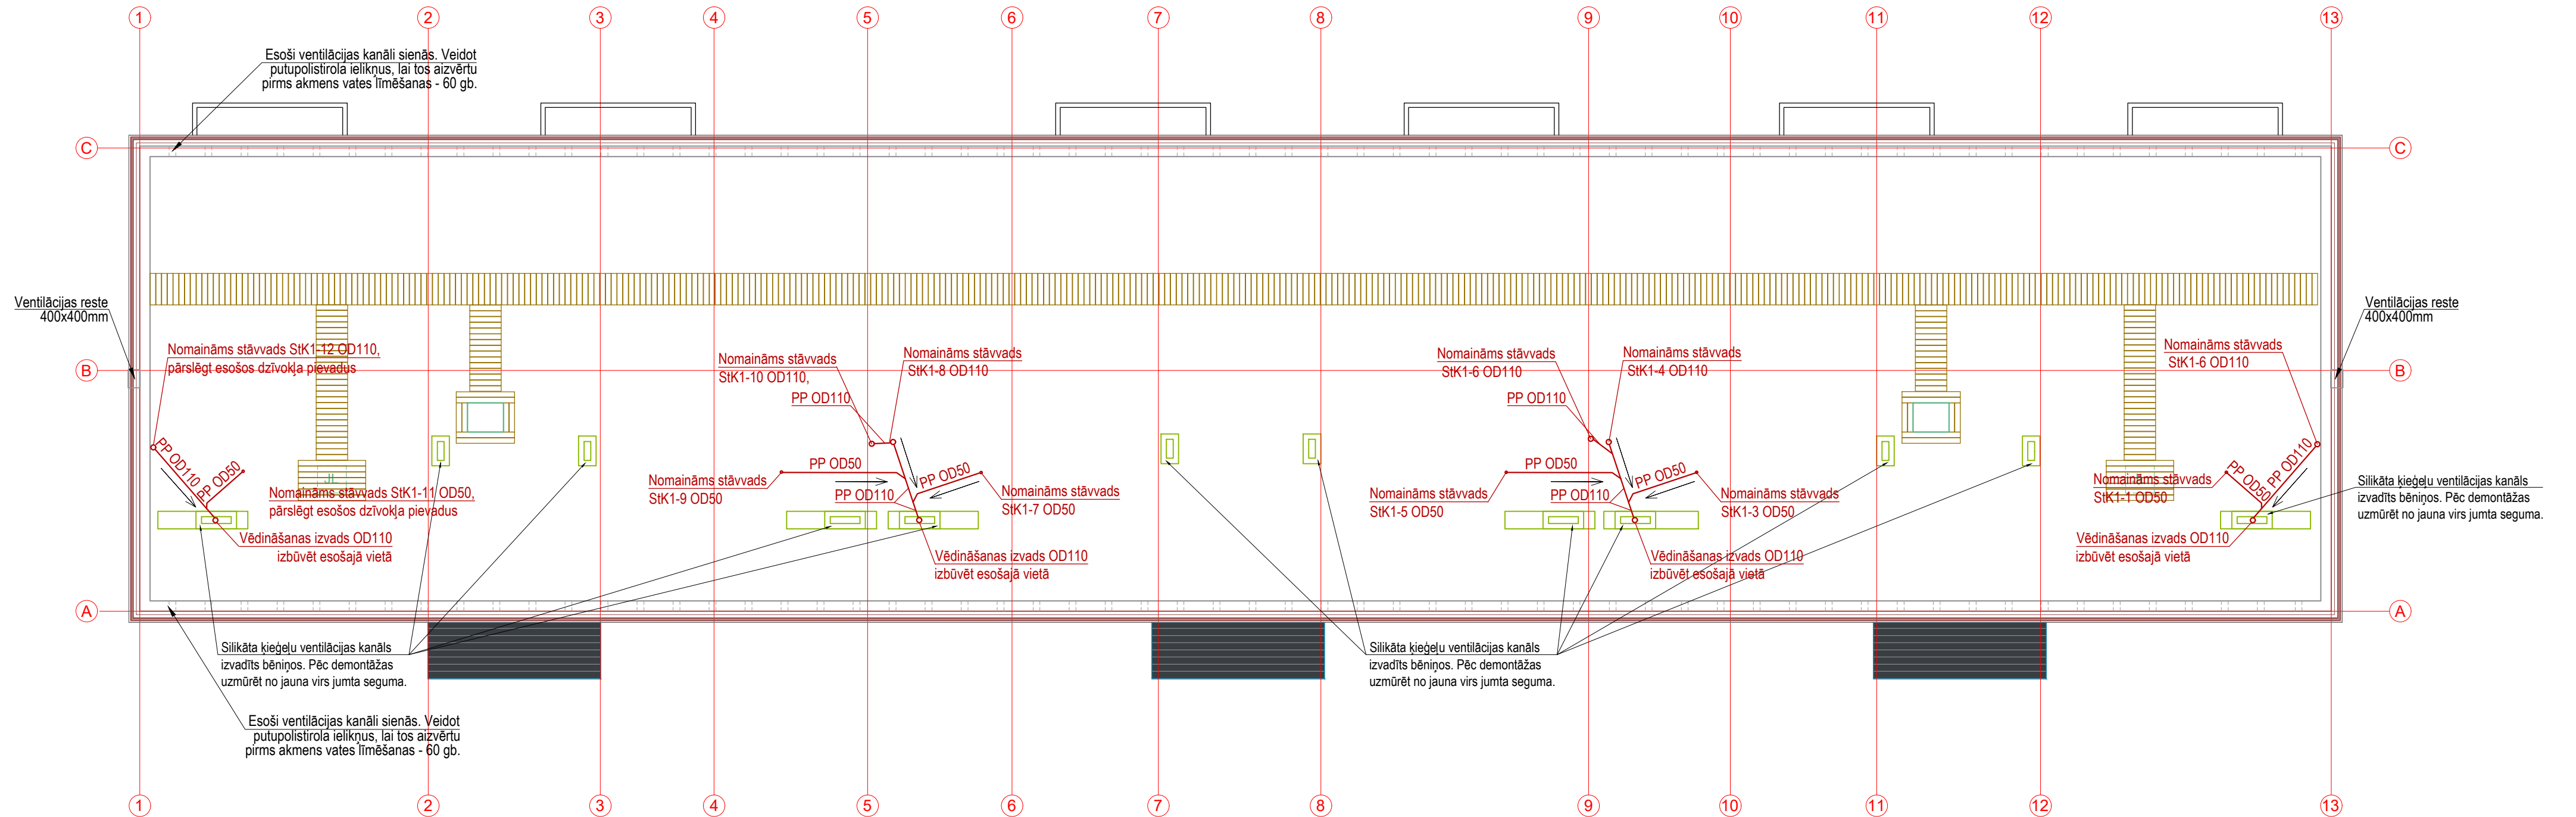 1 2 3 4 5 6 7 8 9 10 11 12 13
Esoši ventilācijas kanāli sienās. Veidot
putupolistirola ieliкņus, lai tos aizvērtu
pirms akmens vates līmēšanas - 60 gb.
C
C
Ventilācijas reste
400x400mm
Ventilācijas reste
400x400mm
B
B
Nomaināms stāvvads StK1-12 OD110,
pārslēgt esošos dzīvokļa pievadus
Nomaināms stāvvads
StK1-10 OD110,
PP OD110
Nomaināms stāvvads
StK1-8 OD110
Nomaināms stāvvads
StK1-6 OD110
PP OD110
Nomaināms stāvvads
StK1-4 OD110
Nomaināms stāvvads
StK1-6 OD110
PP OD110
PP OD50
JL
Nomaināms stāvvads StK1-11 OD50,
pārslēgt esošos dzīvokļa pievadus
Vēdināšanas izvads OD110
izbūvēt esošajā vietā
PP OD50
Nomaināms stāvvads
StK1-9 OD50
PP OD110
PP OD50
Nomaināms stāvvads
StK1-7 OD50
Vēdināšanas izvads OD110
izbūvēt esošajā vietā
PP OD50
Nomaināms stāvvads
StK1-5 OD50
PP OD110
PP OD50
Nomaināms stāvvads
StK1-3 OD50
Vēdināšanas izvads OD110
izbūvēt esošajā vietā
PP OD50
PP OD110
Nomaināms stāvvads
StK1-1 OD50
Vēdināšanas izvads OD110
izbūvēt esošajā vietā
Silikāta ķieģeļu ventilācijas kanāls
izvadīts bēniņos. Pēc demontāžas
uzmūrēt no jauna virs jumta seguma.
A
A
Silikāta ķieģeļu ventilācijas kanāls
izvadīts bēniņos. Pēc demontāžas
uzmūrēt no jauna virs jumta seguma.
Silikāta ķieģeļu ventilācijas kanāls
izvadīts bēniņos. Pēc demontāžas
uzmūrēt no jauna virs jumta seguma.
Esoši ventilācijas kanāli sienās. Veidot
putupolistirola ielikņus, lai tos aizvērtu
pirms akmens vates līmēšanas - 60 gb.
1 2 3 4 5 6 7 8 9 10 11 12 13